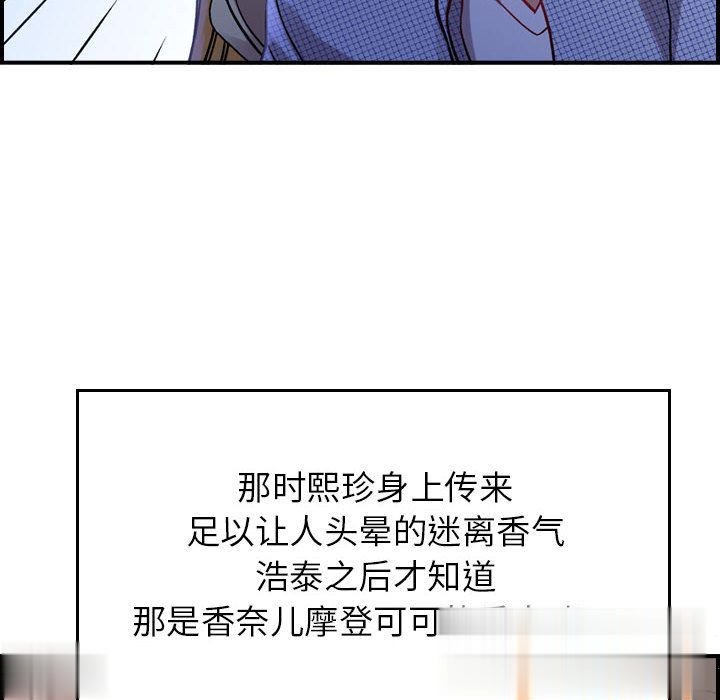 那时熙珍身上传来
足以让人头晕的迷离香气
浩泰之后才知道
那是香奈儿摩登可可